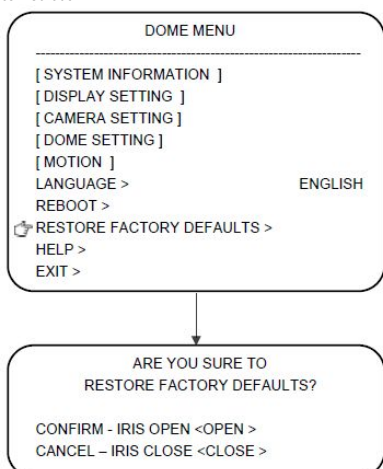 DOME MENU
[ SYSTEM INFORMATION ]
[ DISPLAY SETTING ]
[ CAMERA SETTING ]
[ DOME SETTING ]
[ MOTION ]
LANGUAGE > ENGLISH
REBOOT >
RESTORE FACTORY DEFAULTS >
HELP >
EXIT >
ARE YOU SURE TO
RESTORE FACTORY DEFAULTS?
CONFIRM - IRIS OPEN <OPEN >
CANCEL – IRIS CLOSE <CLOSE >